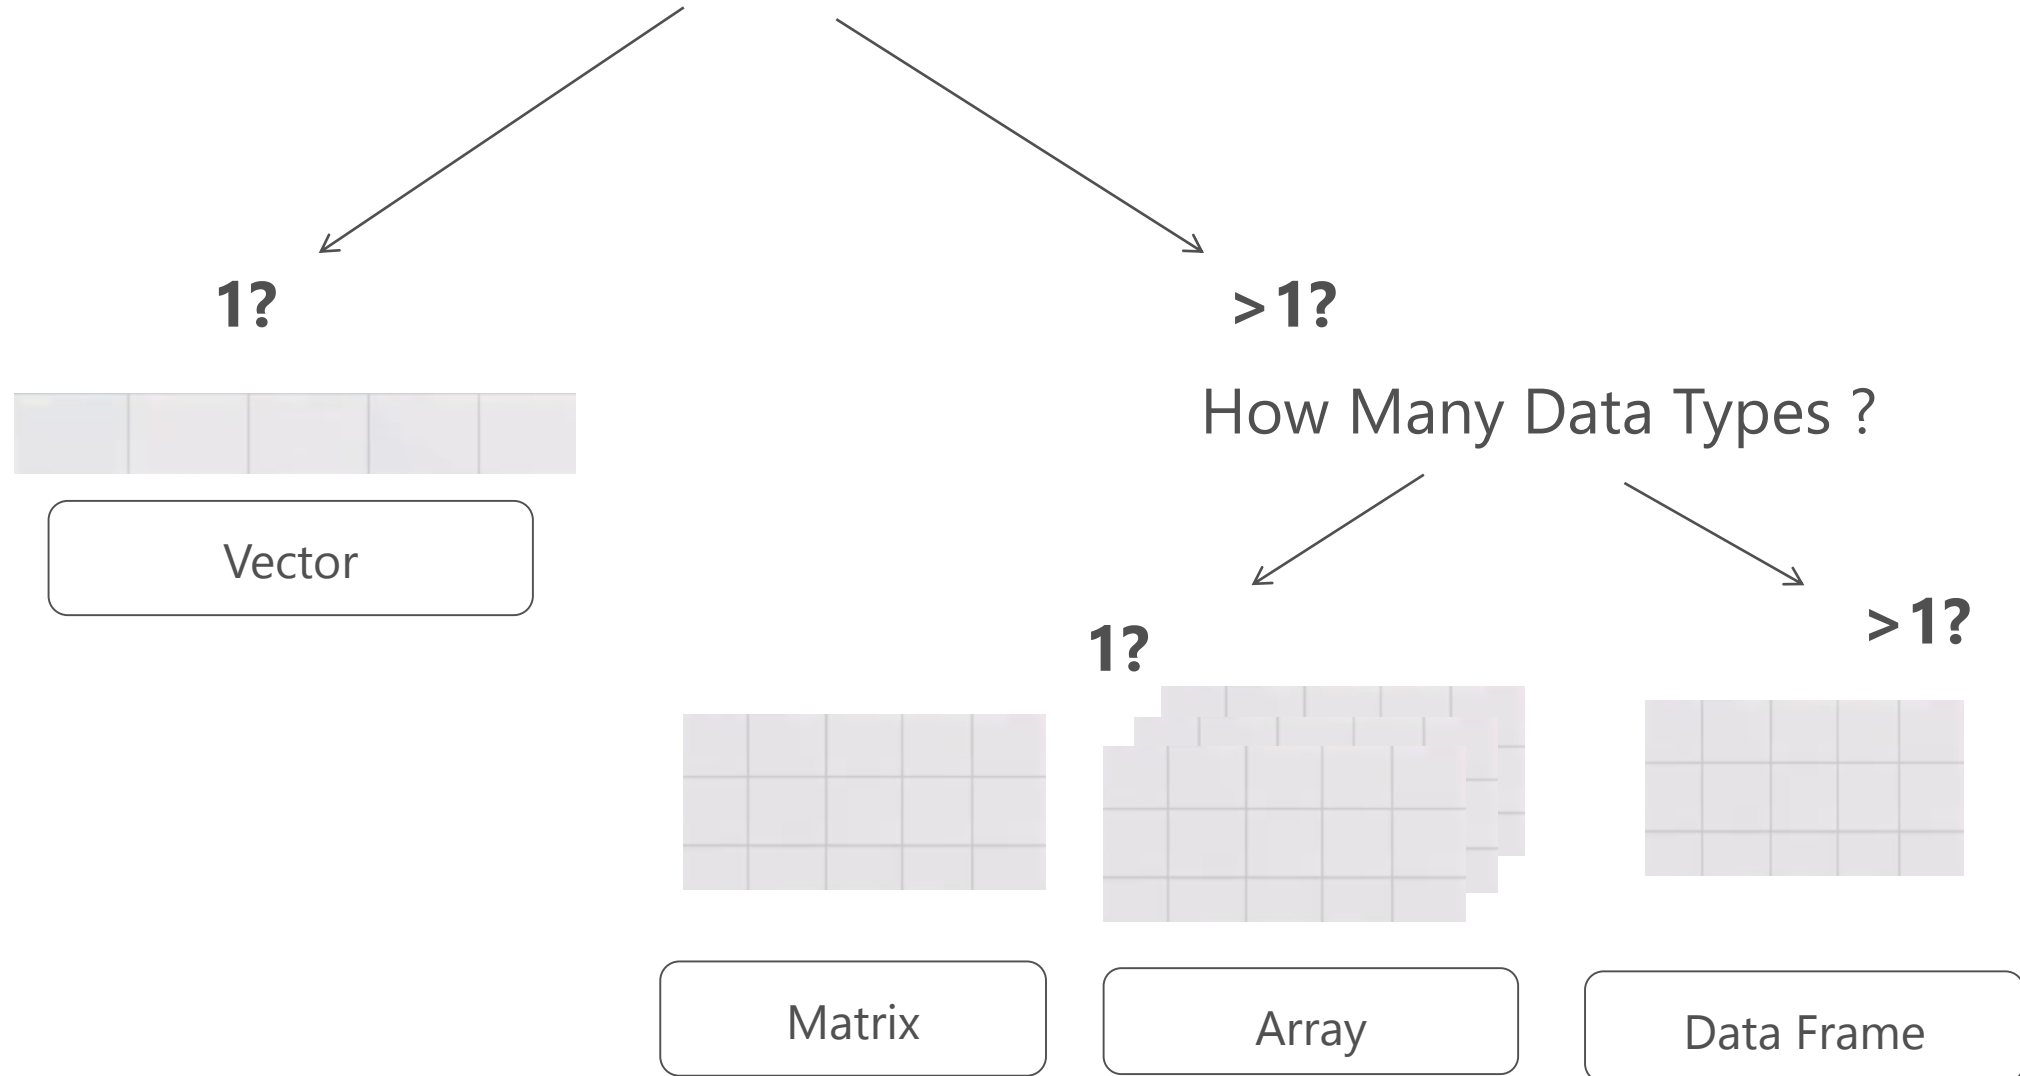 1?
>1?
How Many Data Types ?
Vector
1?
>1?
Matrix
Array
Data Frame